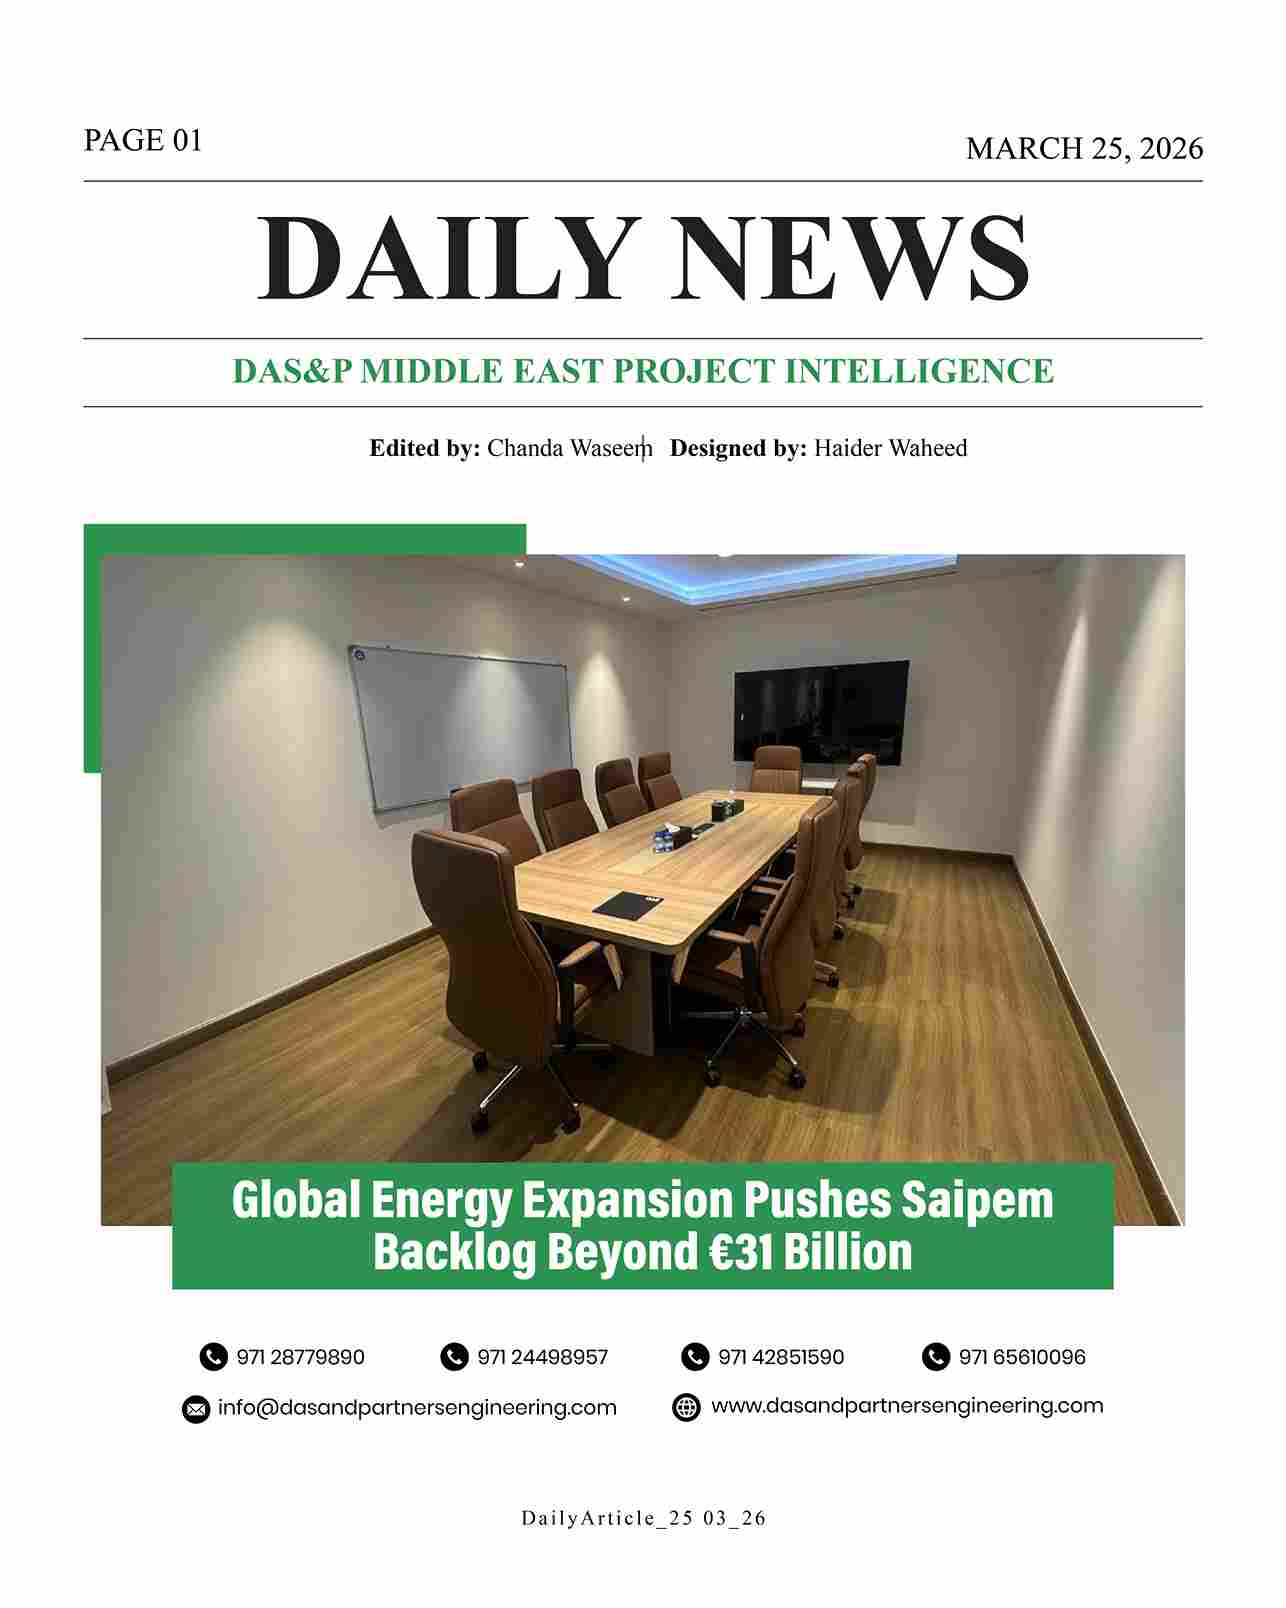 PAGE 01
MARCH 25, 2026
DAILY NEWS
DAS&P MIDDLE EAST PROJECT INTELLIGENCE
Edited by: Chanda Waseem Designed by: Haider Waheed
Global Energy Expansion Pushes Saipem
Backlog Beyond €31 Billion
971 28779890 971 24498957 971 42851590 971 65610096
info@dasandpartnersengineering.com www.dasandpartnersengineering.com
DailyArticle_25 03_26